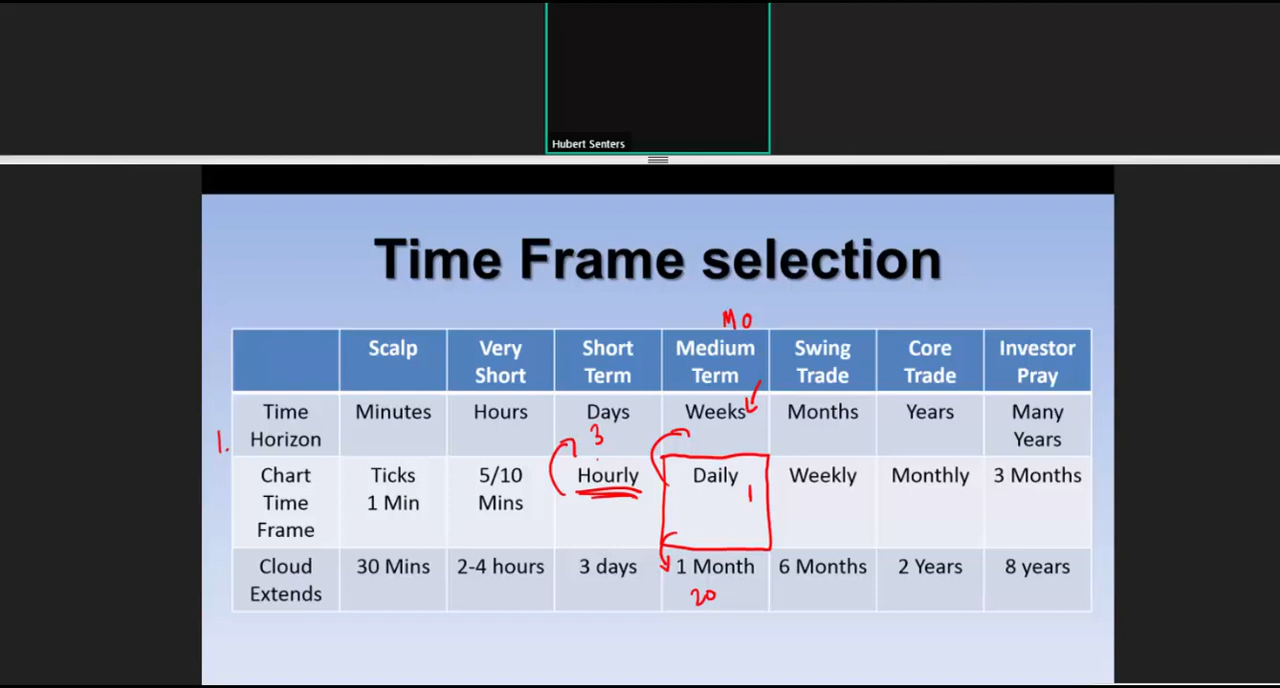 Hubert Senters
Time Frame selection
MO
Scalp Very Short Short Term Medium Term Swing Trade Core Trade Investor Pray
1. Time Horizon Minutes Hours Days Weeks Months Years Many Years
3
Chart Time Frame Ticks 1 Min 5/10 Mins Hourly Daily Weekly Monthly 3 Months
1
Cloud Extends 30 Mins 2-4 hours 3 days 1 Month 6 Months 2 Years 8 years
20